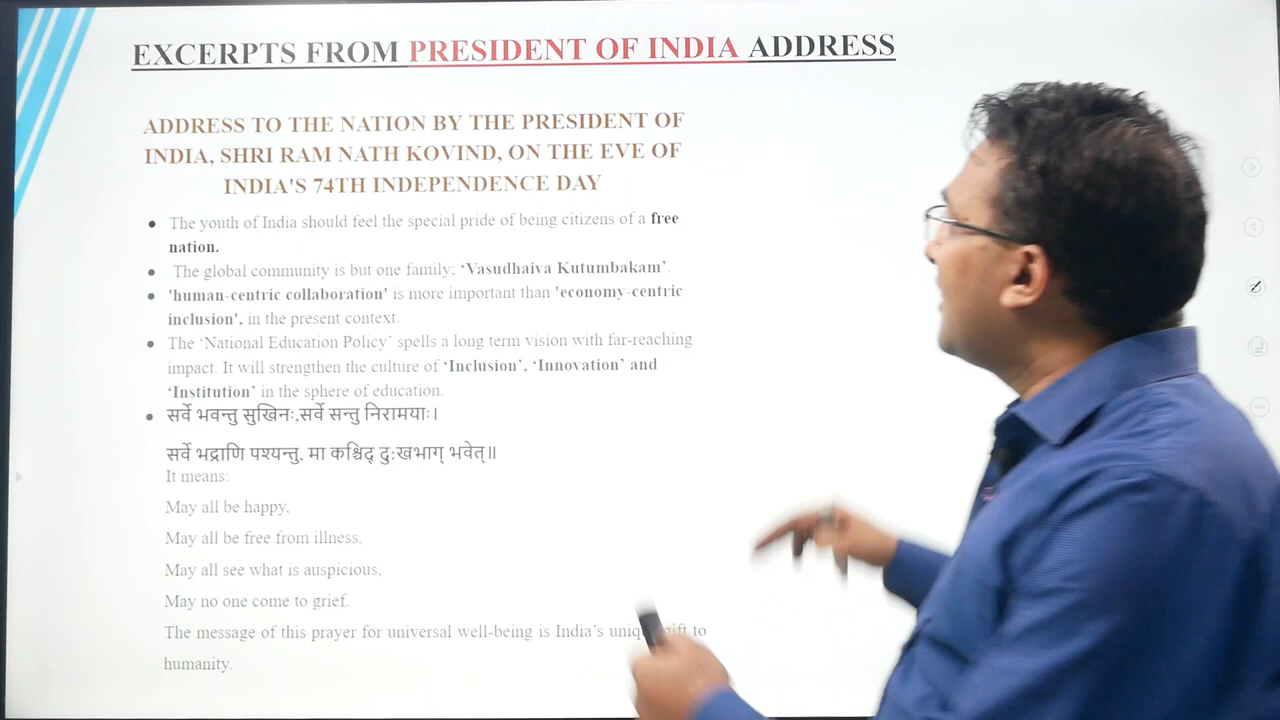 EXCERPTS FROM PRESIDENT OF INDIA ADDRESS
ADDRESS TO THE NATION BY THE PRESIDENT OF
INDIA, SHRI RAM NATH KOVIND, ON THE EVE OF
INDIA'S 74TH INDEPENDENCE DAY
• The youth of India should feel the special pride of being citizens of a free
nation.
• The global community is but one family; ‘Vasudhaiva Kutumbakam’.
• 'human-centric collaboration' is more important than 'economy-centric
inclusion', in the present context.
• The ‘National Education Policy’ spells a long term vision with far-reaching
impact. It will strengthen the culture of ‘Inclusion’, ‘Innovation’ and
‘Institution’ in the sphere of education.
• सर्वे भवन्तु सुखिनः,सर्वे सन्तु निरामयाः।
सर्वे भद्राणि पश्यन्तु, मा कश्चिद् दुःखभाग् भवेत्॥
It means:
May all be happy,
May all be free from illness,
May all see what is auspicious,
May no one come to grief.
The message of this prayer for universal well-being is India’s to
humanity.